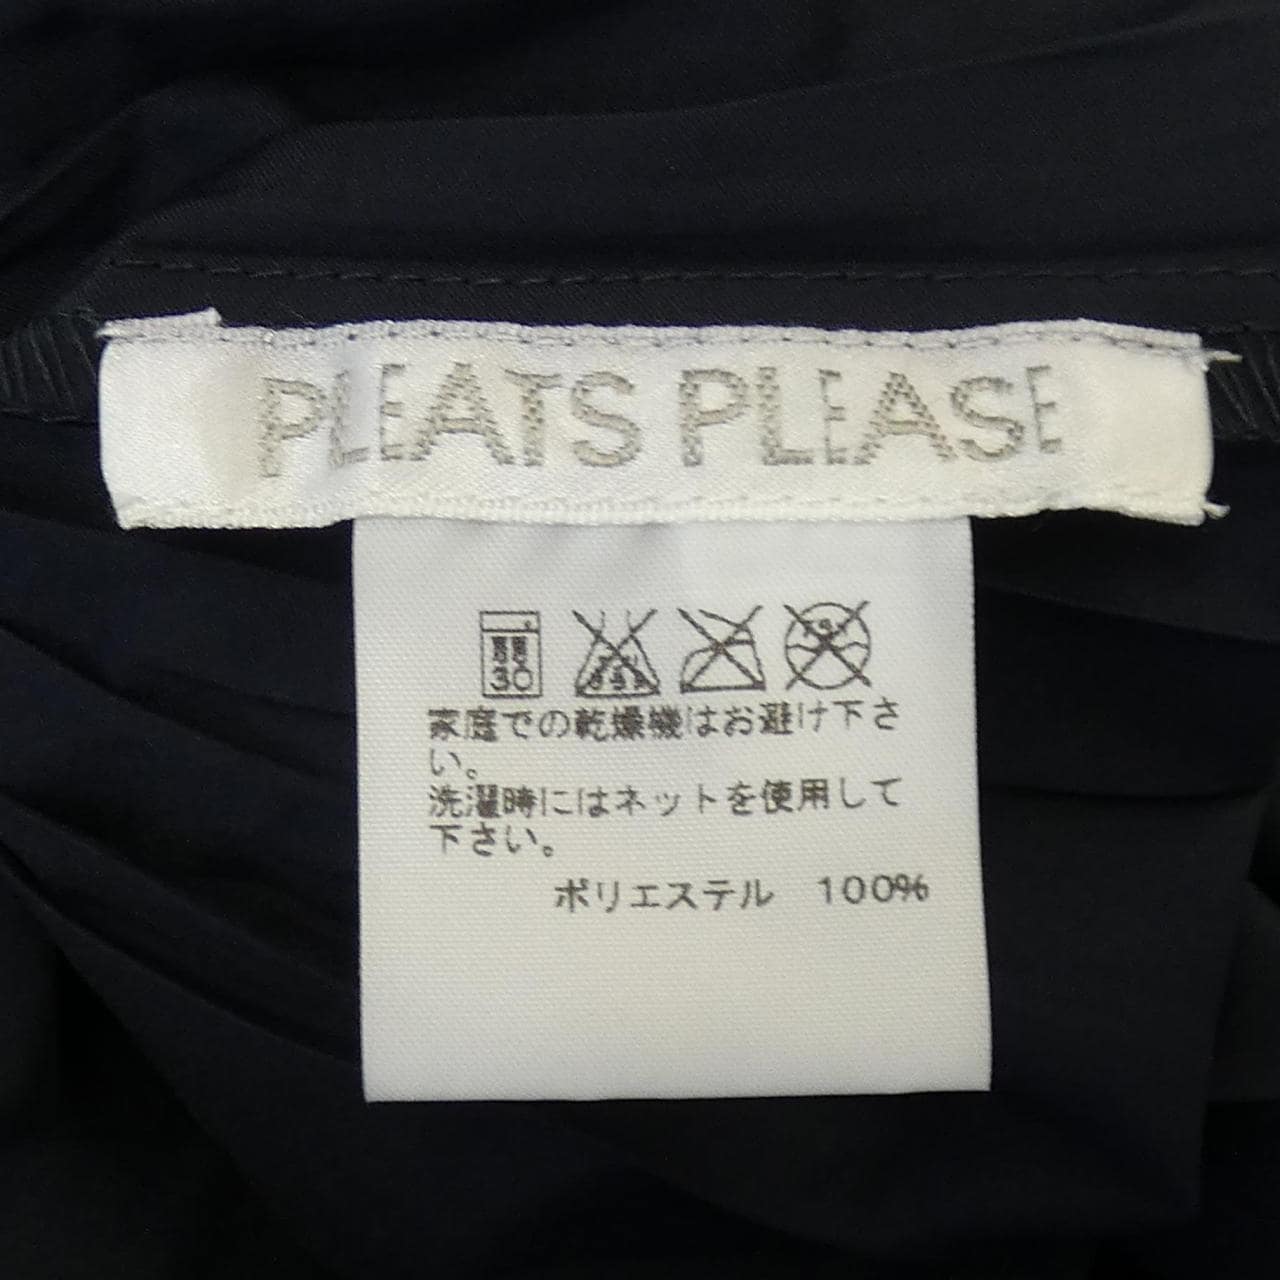 PLEATS PLEASE
30
家庭での乾燥機はお避け下さ
い。
洗濯時にはネットを使用して
下さい。
ポリエステル 100%